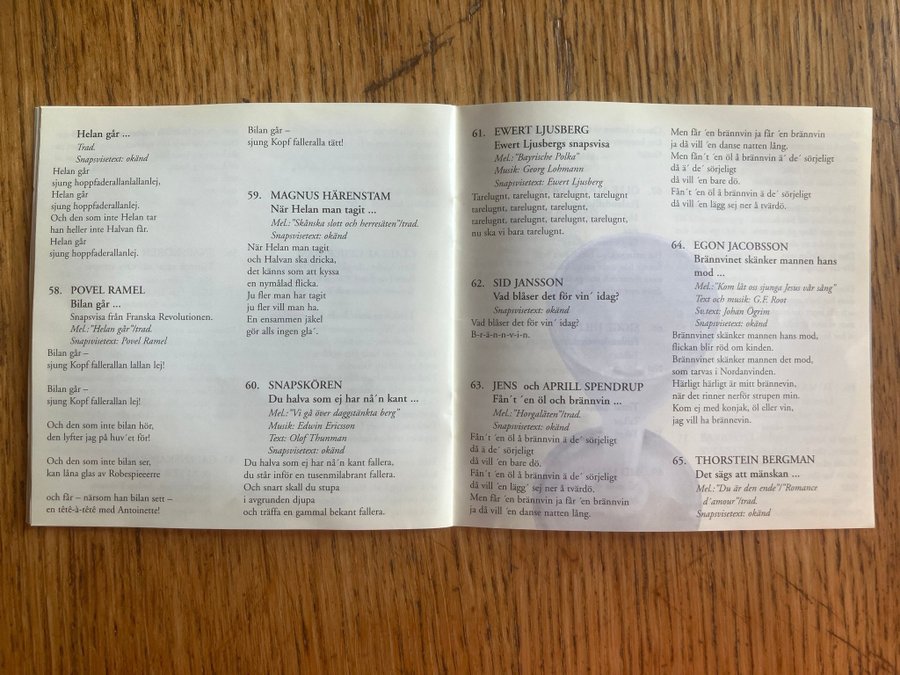 Helan går ...
Trad.
Snapsvisetext: okänd
Helan går
sjung hoppfaderallanlallanlej,
Helan går
sjung hoppfaderallanlej.
Och den som inte Helan tar
han heller inte Halvan får.
Helan går
sjung hoppfaderallanlej.
58. POVEL RAMEL
Bilan går ...
Snapsvisa från Franska Revolutionen.
Mel.:"Helan går"/trad.
Snapsvisetext: Povel Ramel
Bilan går –
sjung Kopf fallerallan lallan lej!
Bilan går –
sjung Kopf fallerallan lej!
Och den som inte bilan hör,
den lyfter jag på huv´et för!
Och den som inte bilan ser,
kan låna glas av Robespieeerre
och får – närsom han bilan sett –
en tête-à-tête med Antoinette!
Bilan går –
sjung Kopf falleralla tätt!
59. MAGNUS HÄRENSTAM
När Helan man tagit ...
Mel.:"Skånska slott och herresäten"/trad.
Snapsvisetext: okänd
När Helan man tagit
och Halvan ska dricka,
det känns som att kyssa
en nymålad flicka.
Ju fler man har tagit
ju fler vill man ha.
En ensammen jäkel
gör alls ingen gla´.
60. SNAPSKÖREN
Du halva som ej har nå´n kant ...
Mel.:"Vi gå över daggstänkta berg"
Musik: Edwin Ericsson
Text: Olof Thunman
Snapsvisetext: okänd
Du halva som ej har nå´n kant fallera,
du står inför en tusenmilabrant fallera.
Och snart skall du stupa
i avgrunden djupa
och träffa en gammal bekant fallera.
61. EWERT LJUSBERG
Ewert Ljusbergs snapsvisa
Mel.:"Bayrische Polka"
Musik: Georg Lohmann
Snapsvisetext: Ewert Ljusberg
Tarelugnt, tarelugnt, tarelugnt, tarelugnt
tarelugnt, tarelugnt, tarelugnt,
tarelugnt, tarelugnt, tarelugnt, tarelugnt,
nu ska vi bara tarelugnt.
62. SID JANSSON
Vad blåser det för vin´ idag?
Snapsvisetext: okänd
Vad blåser det för vin´ idag?
B-r-ä-n-n-v-i-n.
63. JENS och APRILL SPENDRUP
Fån´t ´en öl och brännvin ...
Mel.:"Horgalåten"/trad.
Snapsvisetext: okänd
Fån´t ´en öl å brännvin ä de´ sörjeligt
då ä de´ sörjeligt
då vill ´en bare dö.
Fån´t ´en öl å brännvin ä de´ sörjeligt
då vill ´en lägg´ sej ner å tvärdö.
Men får ´en brännvin ja får ´en brännvin
ja då vill ´en danse natten lång.
Men får ´en brännvin ja får ´en brännvin
ja då vill ´en danse natten lång.
Men fån´t ´en öl å brännvin ä´ de´ sörjeligt
då ä´ de´ sörjeligt
då vill ´en bare dö.
Fån´t ´en öl å brännvin ä de´ sörjeligt
då vill ´en lägg sej ner å tvärdö.
64. EGON JACOBSSON
Brännvinet skänker mannen hans
mod ...
Mel.:"Kom låt oss sjunga Jesus vår sång"
Text och musik: G.F. Root
Sv.text: Johan Ögrim
Snapsvisetext: okänd
Brännvinet skänker mannen hans mod,
flickan blir röd om kinden.
Brännvinet skänker mannen det mod,
som tarvas i Nordanvinden.
Härligt härligt är mitt brännevin,
när det rinner nerför strupen min.
Kom ej med konjak, öl eller vin,
jag vill ha brännevin.
65. THORSTEIN BERGMAN
Det sägs att mänskan ...
Mel.:"Du är den ende"/"Romance
d´amour"/trad.
Snapsvisetext: okänd